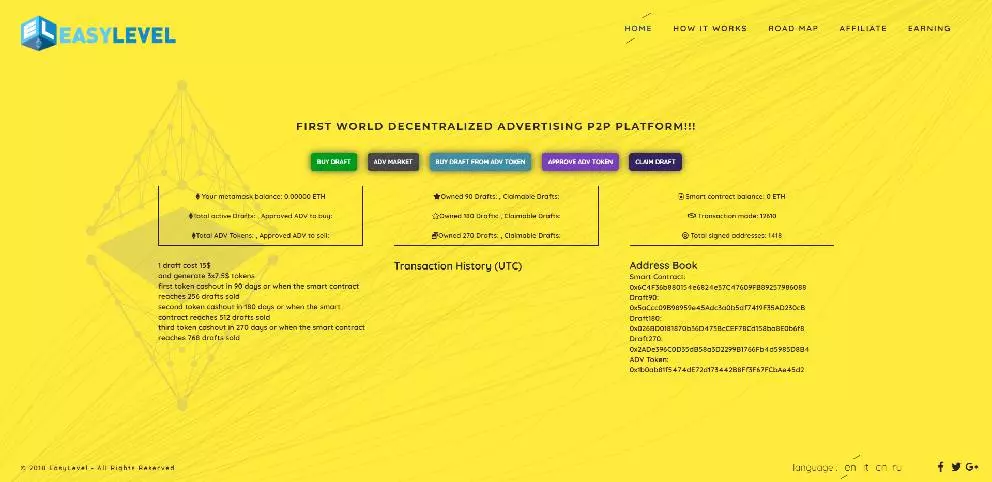 EASYLEVEL
HOME HOW IT WORKS ROAD MAP AFFILIATE EARNING
FIRST WORLD DECENTRALIZED ADVERTISING P2P PLATFORM!!!
BUY DRAFT ADV MARKET BUY DRAFT FROM ADV TOKEN APPROVE ADV TOKEN CLAIM DRAFT
Your metamask balance: 0.00000 ETH
Total active Drafts: , Approved ADV to buy:
Total ADV Tokens: , Approved ADV to sell:
Owned 90 Drafts: , Claimable Drafts:
Owned 180 Drafts: , Claimable Drafts:
Owned 270 Drafts: , Claimable Drafts:
Smart contract balance: 0 ETH
Transaction made: 12610
Total signed addresses: 1418
1 draft cost 15$
and generate 3x7.5$ tokens
first token cashout in 90 days or when the smart contract
reaches 256 drafts sold
second token cashout in 180 days or when the smart
contract reaches 512 drafts sold
third token cashout in 270 days or when the smart contract
reaches 768 drafts sold
Transaction History (UTC)
Address Book
Smart Contract:
Draft90:
Draft180:
Draft270:
ADV Token:
© 2018 EasyLevel - All Rights Reserved
language: en it cn ru